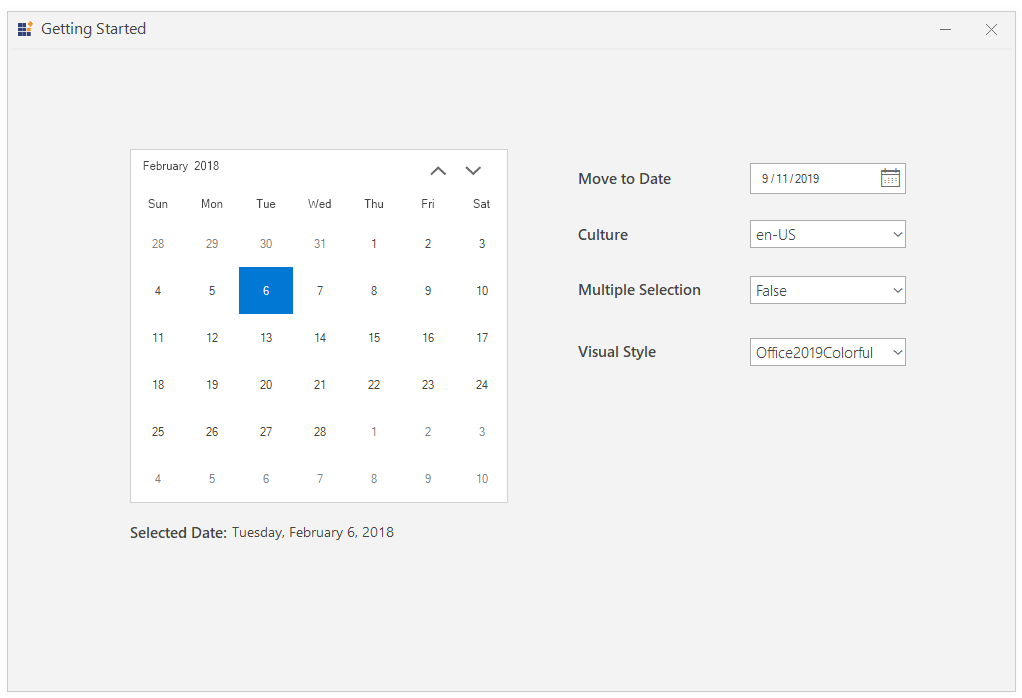 Getting Started
February 2018
Sun Mon Tue Wed Thu Fri Sat
28 29 30 31 1 2 3
4 5 6 7 8 9 10
11 12 13 14 15 16 17
18 19 20 21 22 23 24
25 26 27 28 1 2 3
4 5 6 7 8 9 10
Selected Date: Tuesday, February 6, 2018
Move to Date 9/11/2019
Culture en-US
Multiple Selection False
Visual Style Office2019Colorful